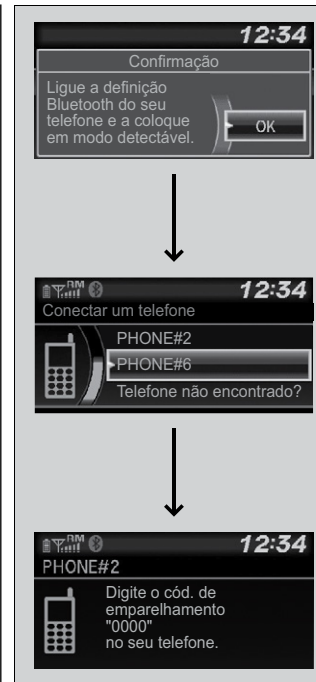 12:34
Confirmação
Ligue a definição
Bluetooth do seu
telefone e a coloque
em modo detectável.
OK
RM 12:34
Conectar um telefone
PHONE#2
PHONE#6
Telefone não encontrado?
RM 12:34
PHONE#2
Digite o cód. de
emparelhamento
"0000"
no seu telefone.